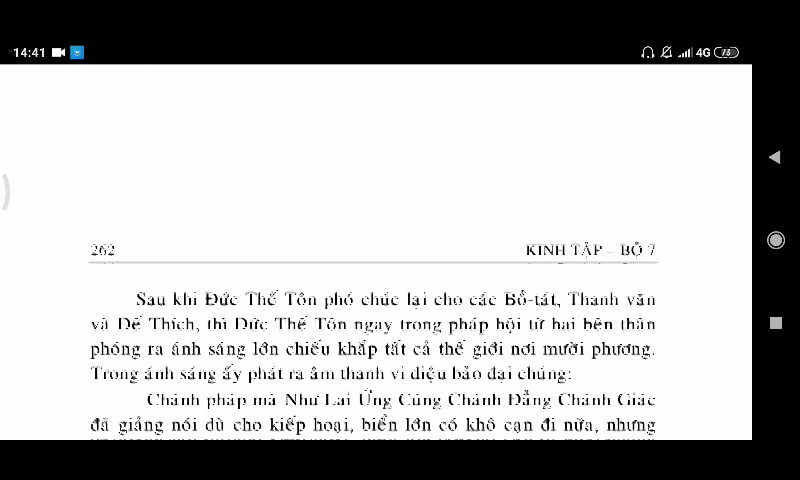 14:41
4G 75
262 KINH TẬP – BỘ 7
Sau khi Đức Thế Tôn phó chúc lại cho các Bồ-tát, Thanh văn
và Đế Thích, thì Đức Thế Tôn ngay trong pháp hội từ hai bên thân
phóng ra ánh sáng lớn chiếu khắp tất cả thế giới nơi mười phương.
Trong ánh sáng ấy phát ra âm thanh vi diệu bảo đại chúng:
Chánh pháp mà Như Lai Ứng Cúng Chánh Đẳng Chánh Giác
đã giảng nói dù cho kiếp hoại, biển lớn có khô cạn đi nữa, nhưng